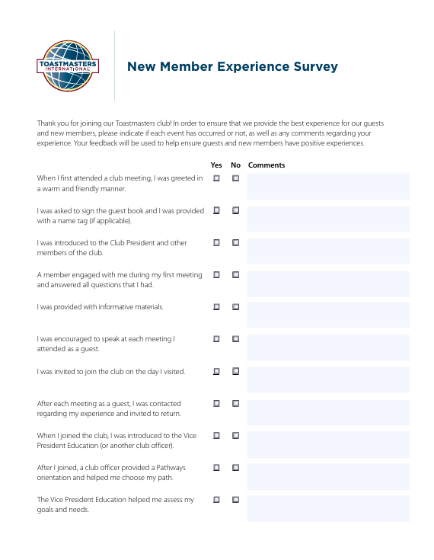 TOASTMASTERS
INTERNATIONAL
New Member Experience Survey
Thank you for joining our Toastmasters club! In order to ensure that we provide the best experience for our guests
and new members, please indicate if each event has occurred or not, as well as any comments regarding your
experience. Your feedback will be used to help ensure guests and new members have positive experiences.
Yes No Comments
When I first attended a club meeting, I was greeted in
a warm and friendly manner.
I was asked to sign the guest book and I was provided
with a name tag (if applicable).
I was introduced to the Club President and other
members of the club.
A member engaged with me during my first meeting
and answered all questions that I had.
I was provided with informative materials.
I was encouraged to speak at each meeting I
attended as a guest.
I was invited to join the club on the day I visited.
After each meeting as a guest, I was contacted
regarding my experience and invited to return.
When I joined the club, I was introduced to the Vice
President Education (or another club officer).
After I joined, a club officer provided a Pathways
orientation and helped me choose my path.
The Vice President Education helped me assess my
goals and needs.